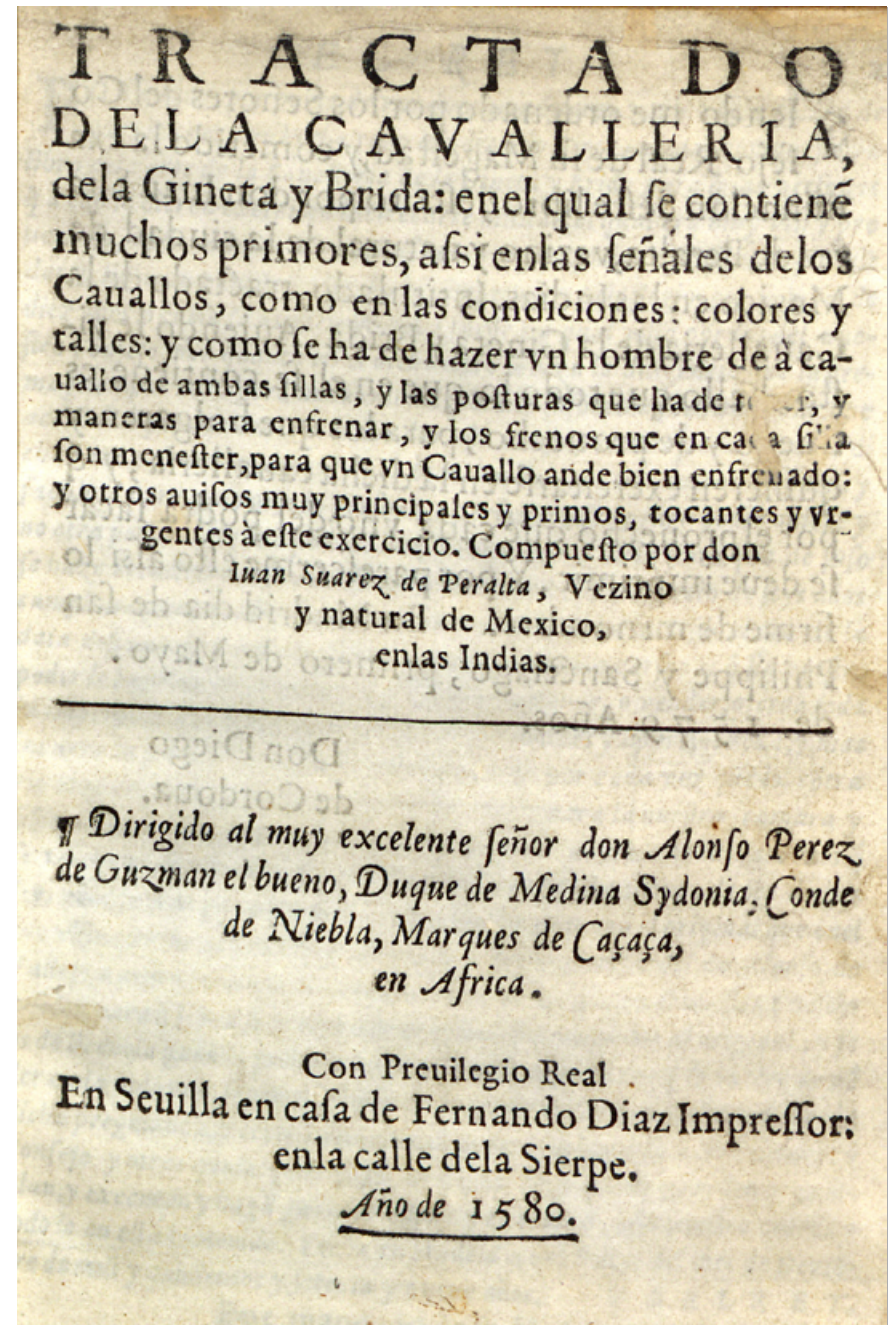 TRACTADO
DELA CAVALLERIA,
dela Gineta y Brida: enel qual ſe contienẽ
muchos primores, aſsi enlas ſeñales delos
Cauallos, como en las condiciones: colores y
talles: y como ſe ha de hazer vn hombre de à ca-
uallo de ambas ſillas, y las poſturas que ha de y
maneras para enfrenar, y los frenos que en ſilla
ſon meneſter, para que vn Cauallo ande bien enfrenado:
y otros auiſos muy principales y primos, tocantes y vr-
gentes à eſte exercicio. Compueſto por don
Iuan Suarez de Peralta, Vezino
y natural de Mexico,
enlas Indias.
¶ Dirigido al muy excelente ſeñor don Alonſo Perez
de Guzman el bueno, Duque de Medina Sydonia, Conde
de Niebla, Marques de Caçaça,
en Africa.
Con Preuilegio Real.
En Seuilla en caſa de Fernando Diaz Impreſſor:
enla calle dela Sierpe.
Año de 1580.